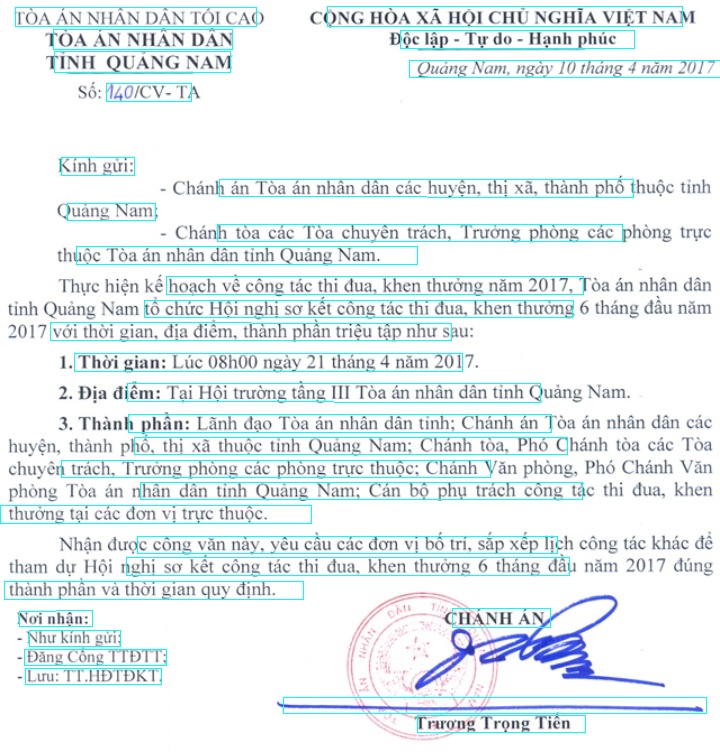 TÒA ÁN NHÂN DÂN TỐI CAO
TÒA ÁN NHÂN DÂN
TỈNH QUẢNG NAM
Số: 140/CV- TA
CỘNG HÒA XÃ HỘI CHỦ NGHĨA VIỆT NAM
Độc lập - Tự do - Hạnh phúc
Quảng Nam, ngày 10 tháng 4 năm 2017
Kính gửi:
- Chánh án Tòa án nhân dân các huyện, thị xã, thành phố thuộc tỉnh
Quảng Nam;
- Chánh tòa các Tòa chuyên trách, Trưởng phòng các phòng trực
thuộc Tòa án nhân dân tỉnh Quảng Nam.
Thực hiện kế hoạch về công tác thi đua, khen thưởng năm 2017, Tòa án nhân dân
tỉnh Quảng Nam tổ chức Hội nghị sơ kết công tác thi đua, khen thưởng 6 tháng đầu năm
2017 với thời gian, địa điểm, thành phần triệu tập như sau:
1. Thời gian: Lúc 08h00 ngày 21 tháng 4 năm 2017.
2. Địa điểm: Tại Hội trường tầng III Tòa án nhân dân tỉnh Quảng Nam.
3. Thành phần: Lãnh đạo Tòa án nhân dân tỉnh; Chánh án Tòa án nhân dân các
huyện, thành phố, thị xã thuộc tỉnh Quảng Nam; Chánh tòa, Phó Chánh tòa các Tòa
chuyên trách, Trưởng phòng các phòng trực thuộc; Chánh Văn phòng, Phó Chánh Văn
phòng Tòa án nhân dân tỉnh Quảng Nam; Cán bộ phụ trách công tác thi đua, khen
thưởng tại các đơn vị trực thuộc.
Nhận được công văn này, yêu cầu các đơn vị bố trí, sắp xếp lịch công tác khác để
tham dự Hội nghị sơ kết công tác thi đua, khen thưởng 6 tháng đầu năm 2017 đúng
thành phần và thời gian quy định.
Nơi nhận:
- Như kính gửi;
- Đăng Cổng TTĐT;
- Lưu: TT.HĐTĐKT.
CHÁNH ÁN
Trương Trọng Tiến